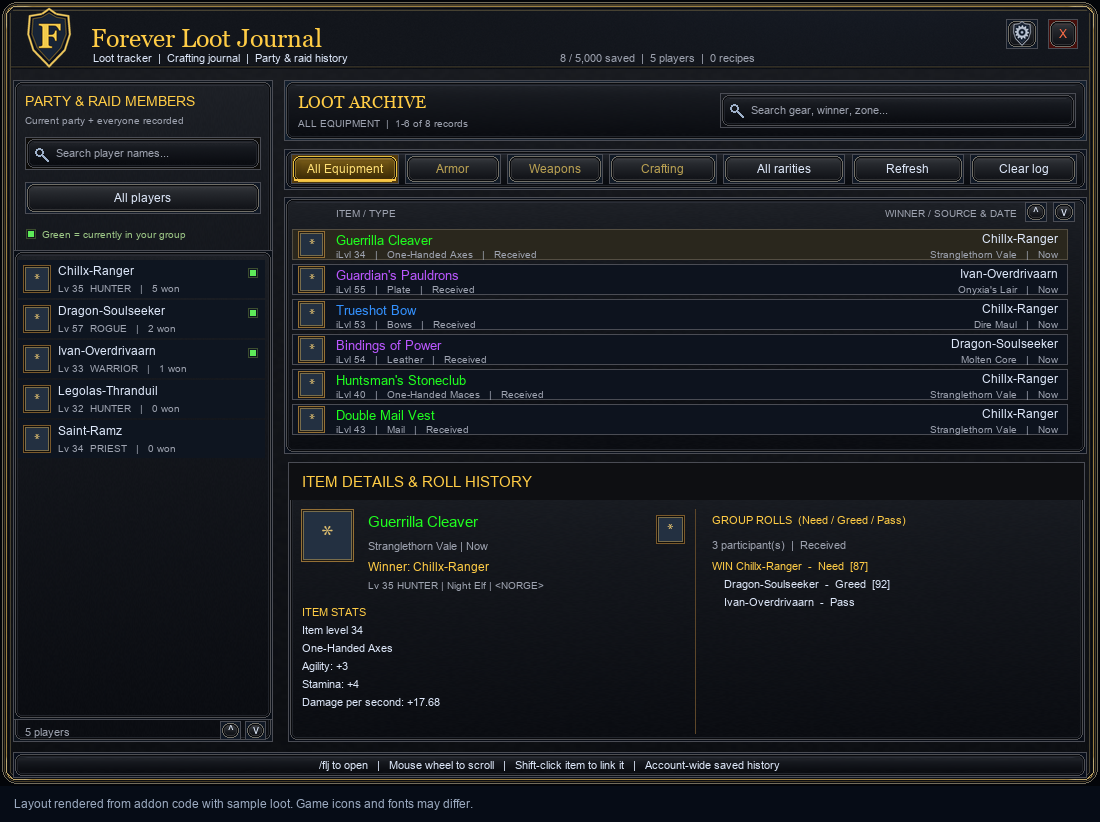 F
Forever Loot Journal
Loot tracker | Crafting journal | Party & raid history
8 / 5,000 saved | 5 players | 0 recipes
X
PARTY & RAID MEMBERS
Current party + everyone recorded
Search player names...
All players
Green = currently in your group
* Chillx-Ranger
Lv 35 HUNTER | 5 won
* Dragon-Soulseeker
Lv 57 ROGUE | 2 won
* Ivan-Overdrivaarn
Lv 33 WARRIOR | 1 won
* Legolas-Thranduil
Lv 32 HUNTER | 0 won
* Saint-Ramz
Lv 34 PRIEST | 0 won
5 players ^ v
LOOT ARCHIVE
ALL EQUIPMENT | 1-6 of 8 records
Search gear, winner, zone...
All Equipment Armor Weapons Crafting All rarities Refresh Clear log
ITEM / TYPE WINNER / SOURCE & DATE ^ v
* Guerrilla Cleaver Chillx-Ranger
iLvl 34 | One-Handed Axes | Received Stranglethorn Vale | Now
* Guardian's Pauldrons Ivan-Overdrivaarn
iLvl 55 | Plate | Received Onyxia's Lair | Now
* Trueshot Bow Chillx-Ranger
iLvl 53 | Bows | Received Dire Maul | Now
* Bindings of Power Dragon-Soulseeker
iLvl 54 | Leather | Received Molten Core | Now
* Huntsman's Stoneclub Chillx-Ranger
iLvl 40 | One-Handed Maces | Received Stranglethorn Vale | Now
* Double Mail Vest Chillx-Ranger
iLvl 43 | Mail | Received Stranglethorn Vale | Now
ITEM DETAILS & ROLL HISTORY
* Guerrilla Cleaver *
Stranglethorn Vale | Now
Winner: Chillx-Ranger
Lv 35 HUNTER | Night Elf | <NORGE>
ITEM STATS
Item level 34
One-Handed Axes
Agility: +3
Stamina: +4
Damage per second: +17.68
GROUP ROLLS (Need / Greed / Pass)
3 participant(s) | Received
WIN Chillx-Ranger - Need [87]
Dragon-Soulseeker - Greed [92]
Ivan-Overdrivaarn - Pass
/flj to open | Mouse wheel to scroll | Shift-click item to link it | Account-wide saved history
Layout rendered from addon code with sample loot. Game icons and fonts may differ.